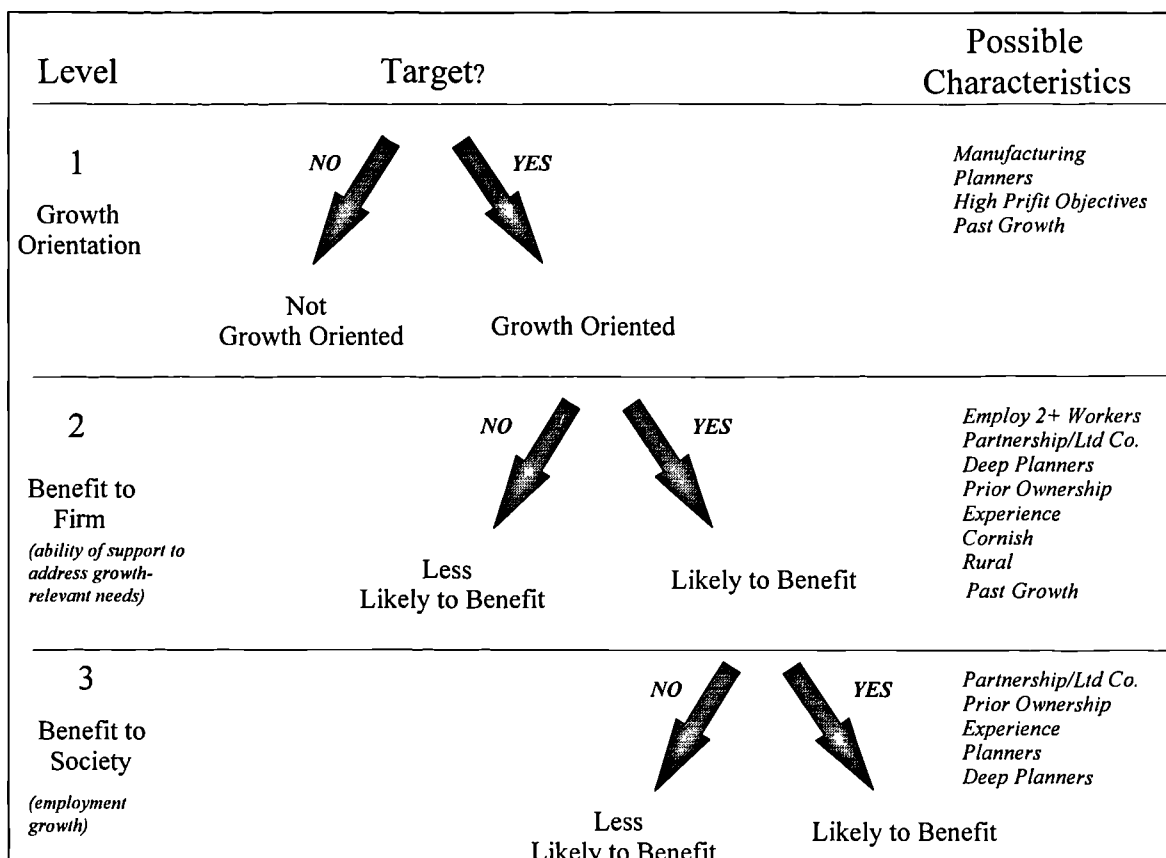 Level
Target?
Possible
Characteristics
1
Growth
Orientation
NO
YES
Manufacturing
Planners
High Prifit Objectives
Past Growth
Not
Growth Oriented
Growth Oriented
2
Benefit to
Firm
(ability of support to
address growth-
relevant needs)
NO
YES
Employ 2+ Workers
Partnership/Ltd Co.
Deep Planners
Prior Ownership
Experience
Cornish
Rural
Past Growth
Less
Likely to Benefit
Likely to Benefit
3
Benefit to
Society
(employment
growth)
NO
YES
Partnership/Ltd Co.
Prior Ownership
Experience
Planners
Deep Planners
Less
Likely to Benefit
Likely to Benefit